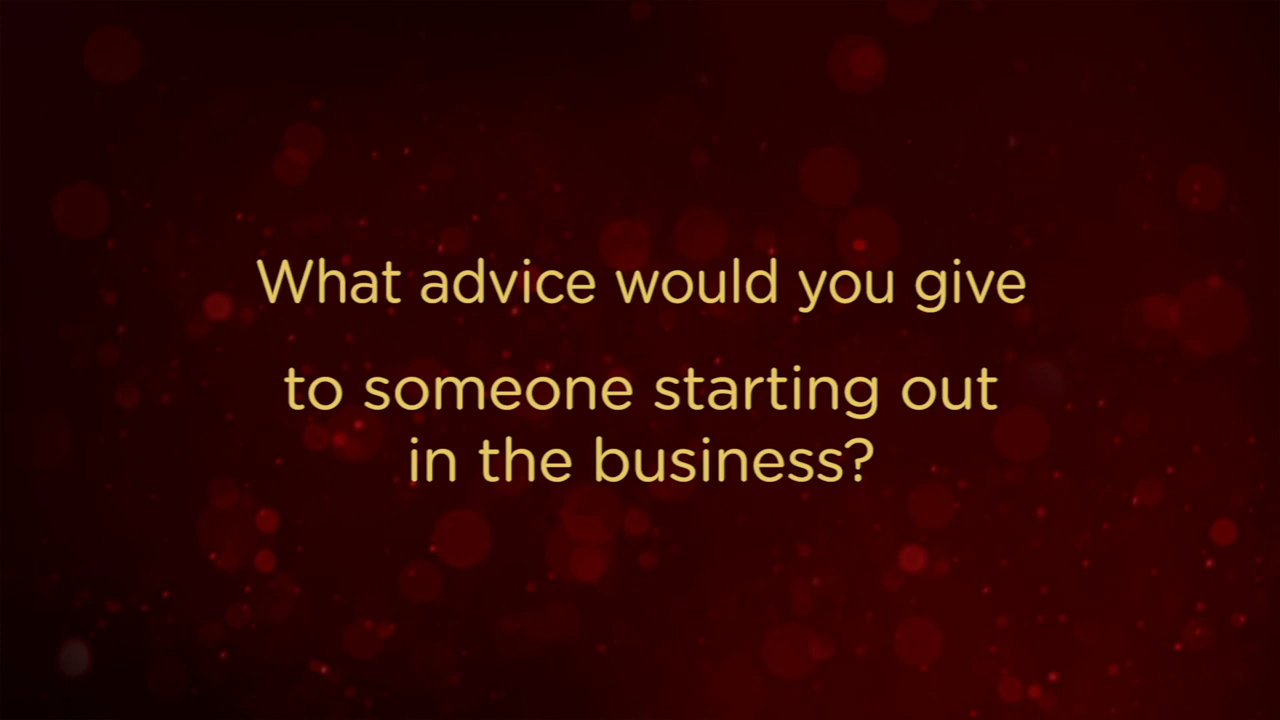 What advice would you give
to someone starting out
in the business?